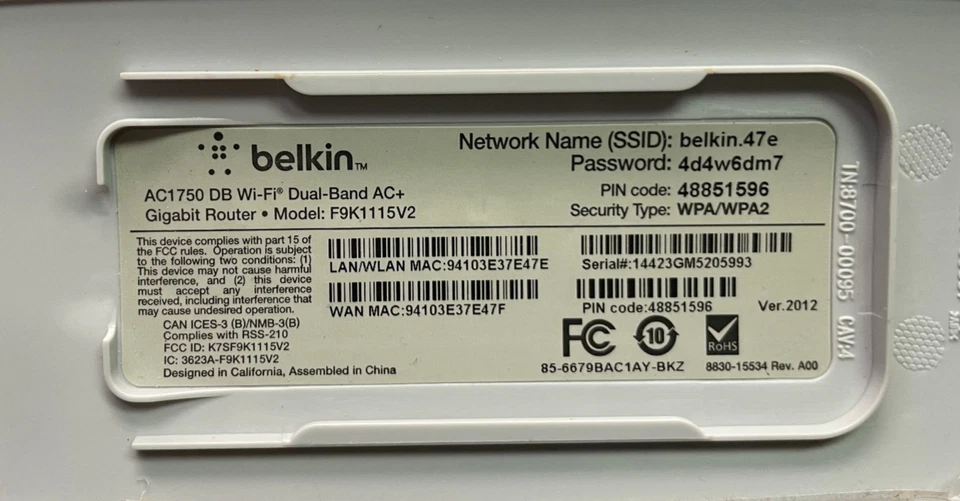 belkin™
AC1750 DB Wi-Fi® Dual-Band AC+
Gigabit Router • Model: F9K1115V2
Network Name (SSID): belkin.47e
Password: 4d4w6dm7
PIN code: 48851596
Security Type: WPA/WPA2
This device complies with part 15 of
the FCC rules. Operation is subject
to the following two conditions: (1)
This device may not cause harmful
interference, and (2) this device
must accept any interference
received, including interference that
may cause undesired operation.
CAN ICES-3 (B)/NMB-3(B)
Complies with RSS-210
FCC ID: K7SF9K1115V2
IC: 3623A-F9K1115V2
Designed in California, Assembled in China
LAN/WLAN MAC:94103E37E47E
WAN MAC:94103E37E47F
Serial#:14423GM5205993
PIN code:48851596
Ver.2012
FC
10
RoHS
85-6679BAC1AY-BKZ
8830-15534 Rev. A00
TN:8700-00095 CAV.4